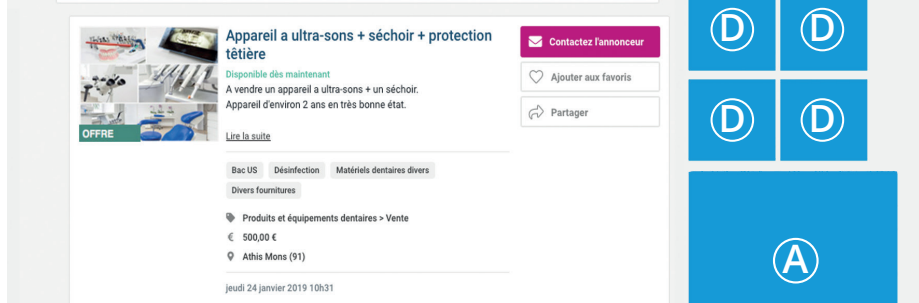 Appareil a ultra-sons + séchoir + protection
têtière
Disponible dès maintenant
A vendre un appareil a ultra-sons + un séchoir.
Appareil d'environ 2 ans en très bonne état.
OFFRE
Lire la suite
Bac US Désinfection Matériels dentaires divers
Divers fournitures
Produits et équipements dentaires > Vente
€ 500,00 €
Athis Mons (91)
jeudi 24 janvier 2019 10h31
Contactez l'annonceur
Ajouter aux favoris
Partager
D D
D D
A